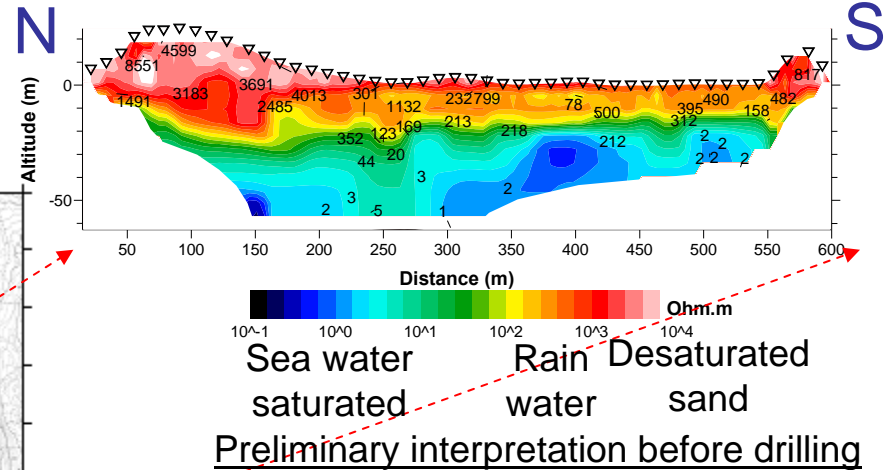 N S
4599
8551
817
3691
3183 4013 301
1491 2485 1132 232799 78 395 490 482
500 158
123 169 213 312
352 218 212 2 2
44 20 2 2 2
3 2
3
2 5 1
0
-50
Altitude (m)
50 100 150 200 250 300 350 400 450 500 550 600
Distance (m)
Ohm.m
10^-1 10^0 10^1 10^2 10^3 10^4
Sea water Rain Desaturated
saturated water sand
Preliminary interpretation before drilling